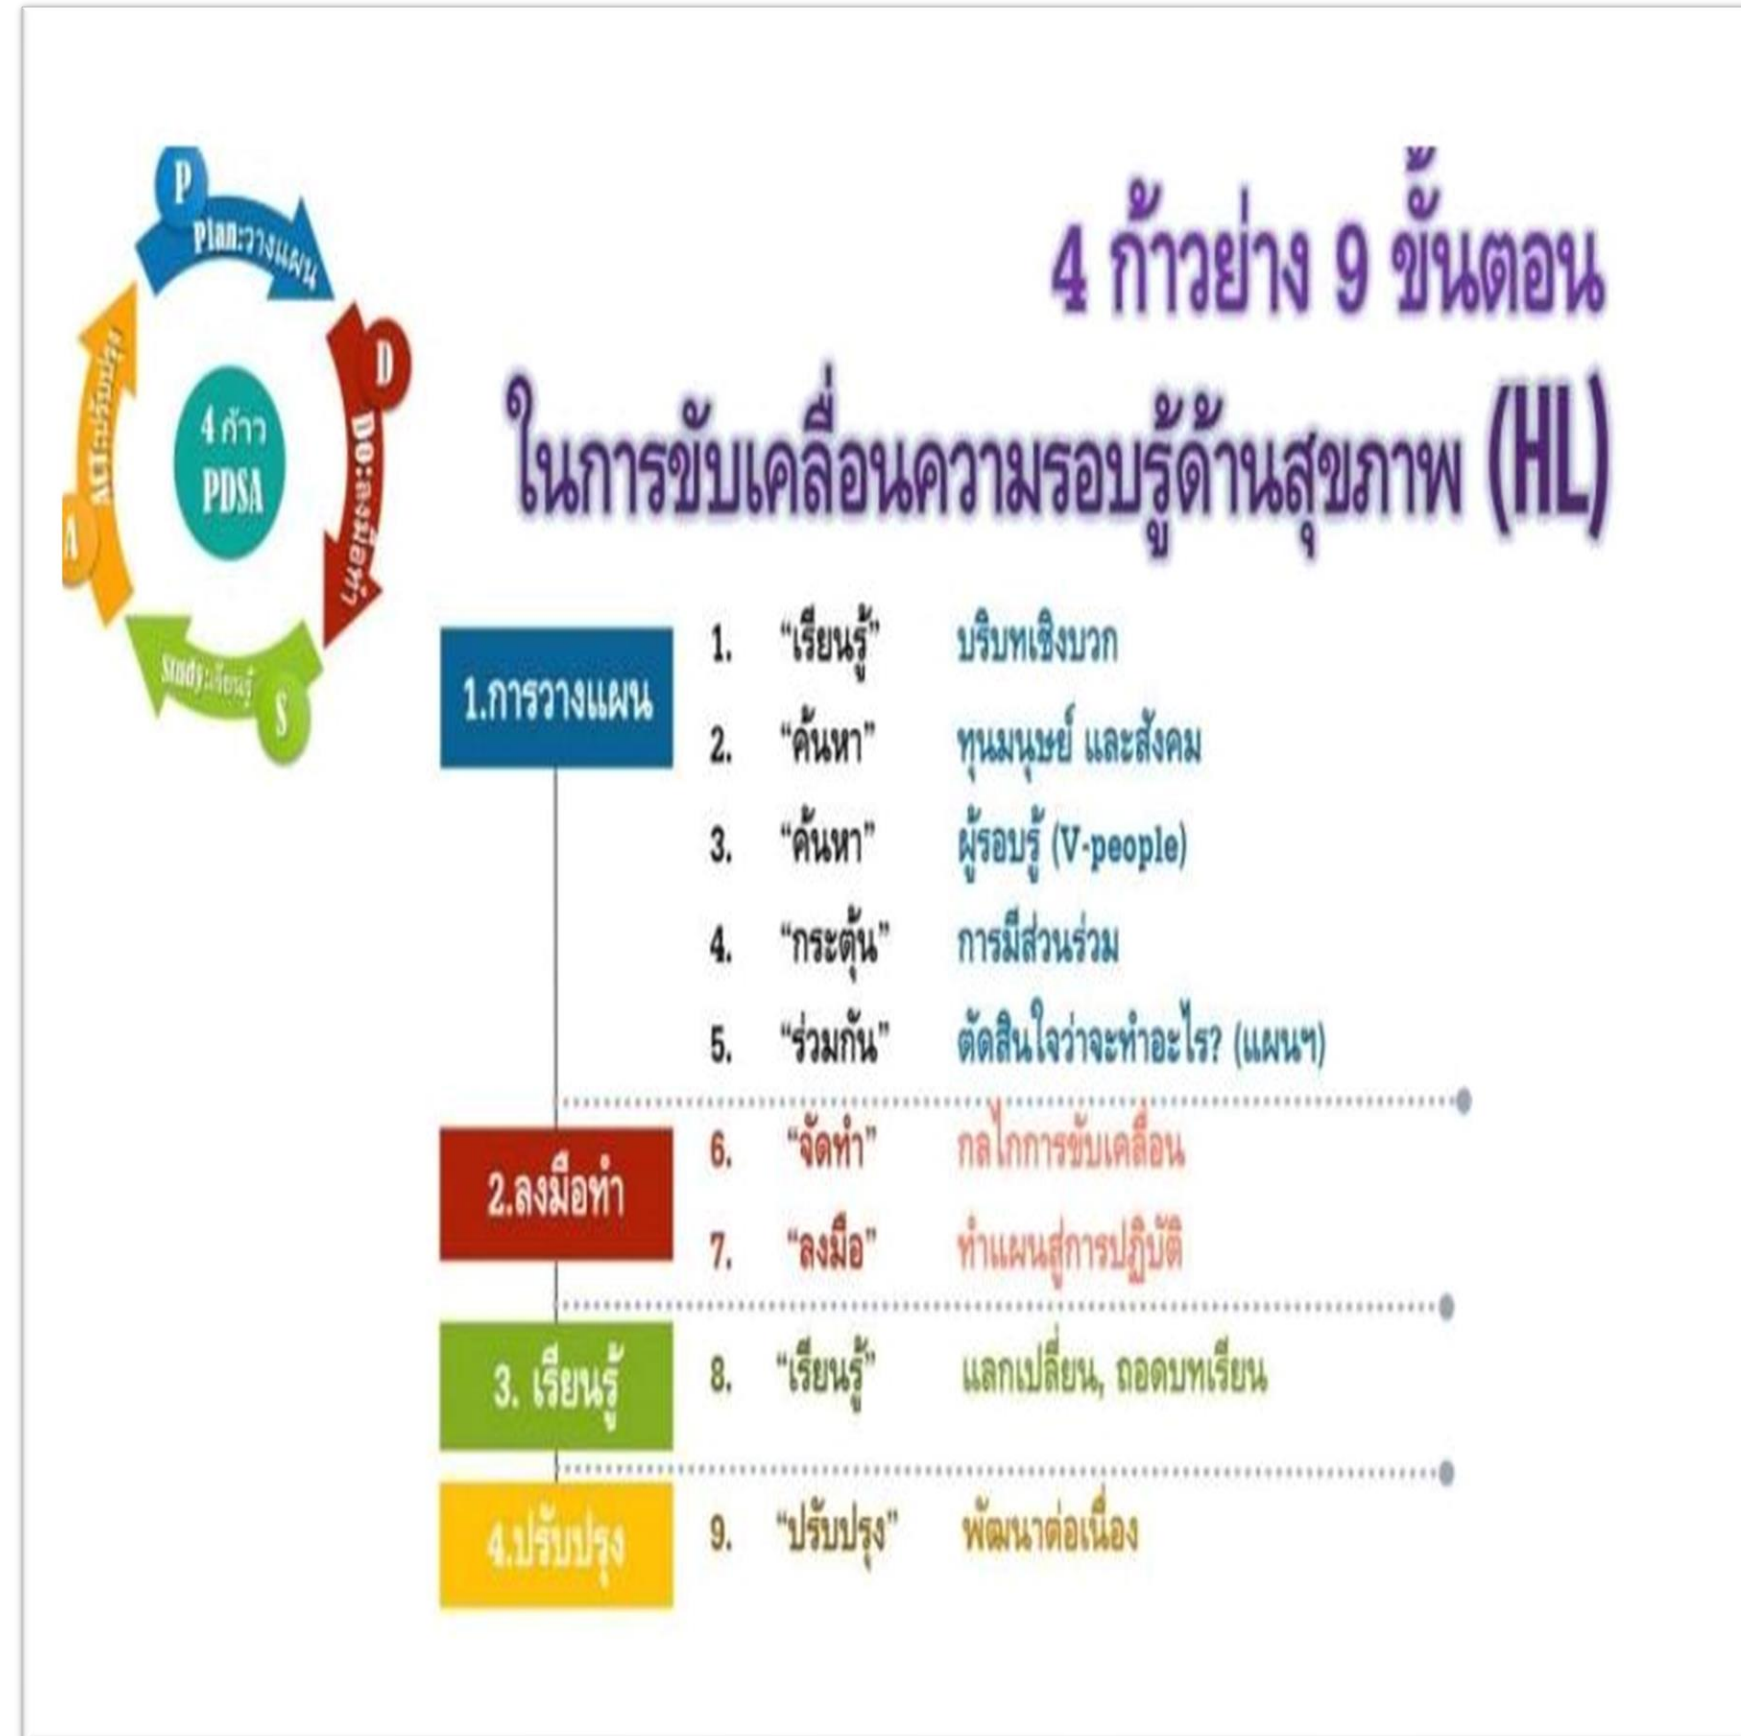 4 ก้าวย่าง 9 ขั้นตอน
ในการขับเคลื่อนความรอบรู้ด้านสุขภาพ (HL)
P
Plan:วางแผน
D
Do:ลงมือทำ
S
Study:เรียนรู้
A
Act:ปรับปรุง
4 ก้าว
PDSA
1.การวางแผน
1. “เรียนรู้” บริบทเชิงบวก
2. “ค้นหา” ทุนมนุษย์ และสังคม
3. “ค้นหา” ผู้รอบรู้ (V-people)
4. “กระตุ้น” การมีส่วนร่วม
5. “ร่วมกัน” ตัดสินใจว่าจะทำอะไร? (แผนฯ)
2.ลงมือทำ
6. “จัดทำ” กลไกการขับเคลื่อน
7. “ลงมือ” ทำแผนสู่การปฏิบัติ
3. เรียนรู้
8. “เรียนรู้” แลกเปลี่ยน, ถอดบทเรียน
4.ปรับปรุง
9. “ปรับปรุง” พัฒนาต่อเนื่อง